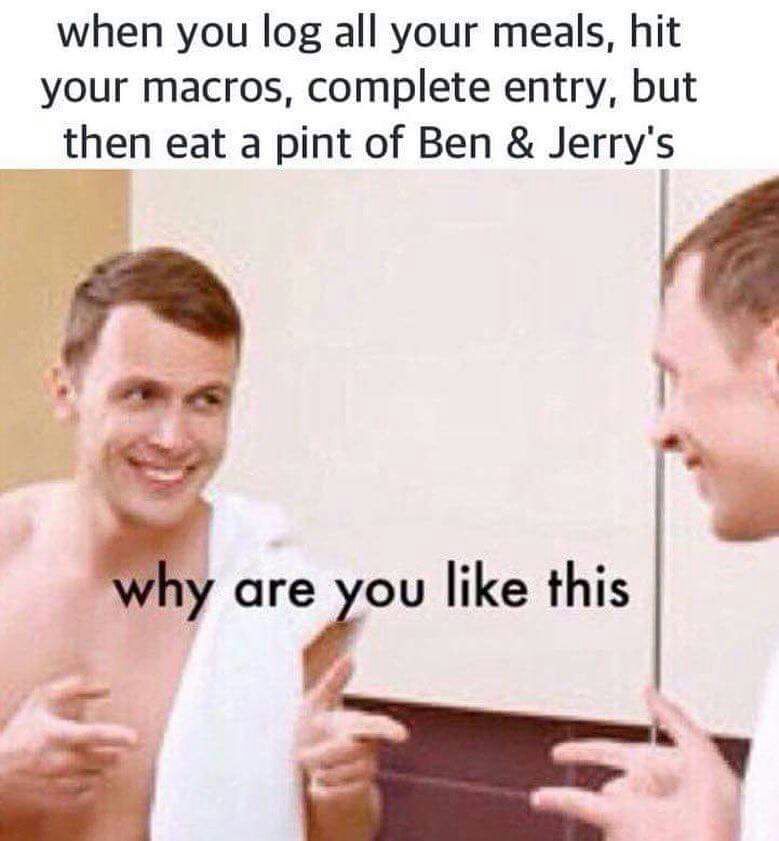 when you log all your meals, hit
your macros, complete entry, but
then eat a pint of Ben & Jerry's
why are you like this